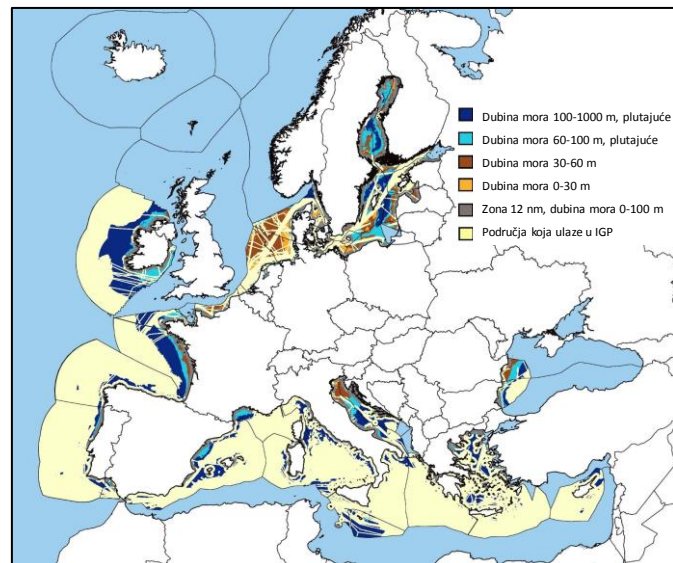 Dubina mora 100-1000 m, plutajuće
Dubina mora 60-100 m, plutajuće
Dubina mora 30-60 m
Dubina mora 0-30 m
Zona 12 nm, dubina mora 0-100 m
Područja koja ulaze u IGP